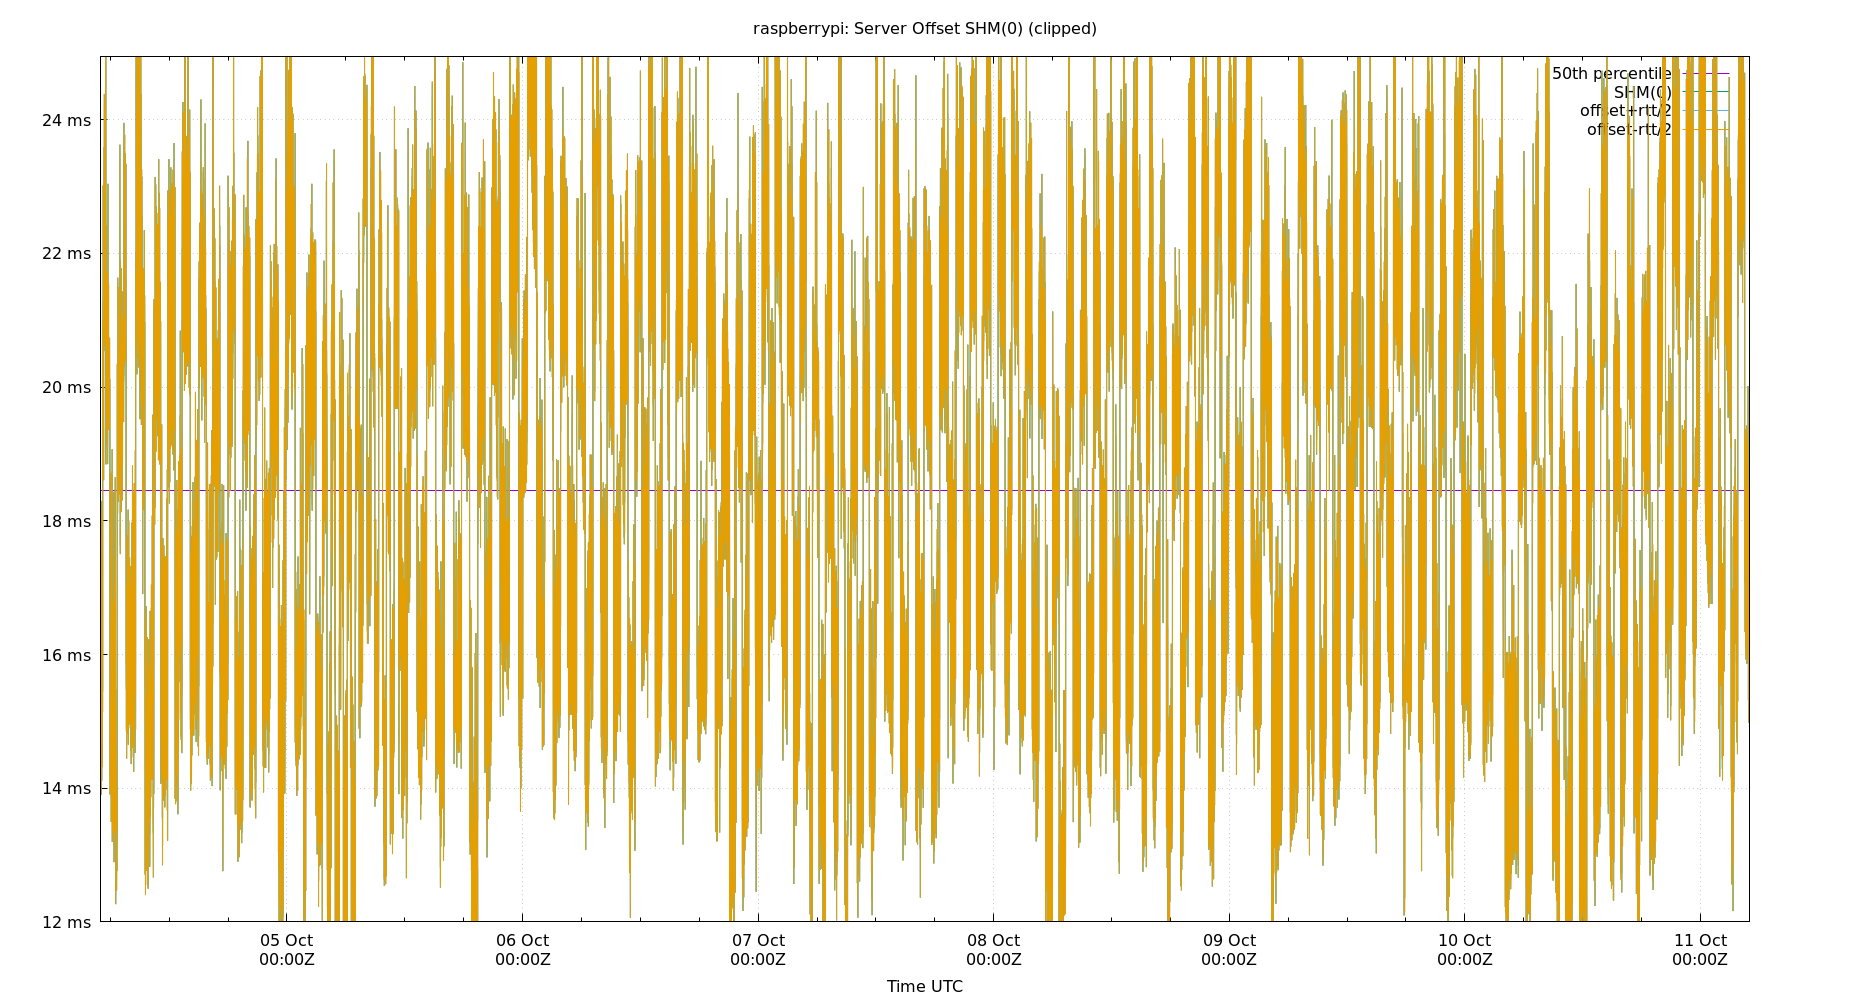 raspberrypi: Server Offset SHM(0) (clipped)
50th percentile
SHM(0)
offset+rtt/2
offset-rtt/2
24 ms
22 ms
20 ms
18 ms
16 ms
14 ms
12 ms
05 Oct 06 Oct 07 Oct 08 Oct 09 Oct 10 Oct 11 Oct
00:00Z 00:00Z 00:00Z 00:00Z 00:00Z 00:00Z 00:00Z
Time UTC